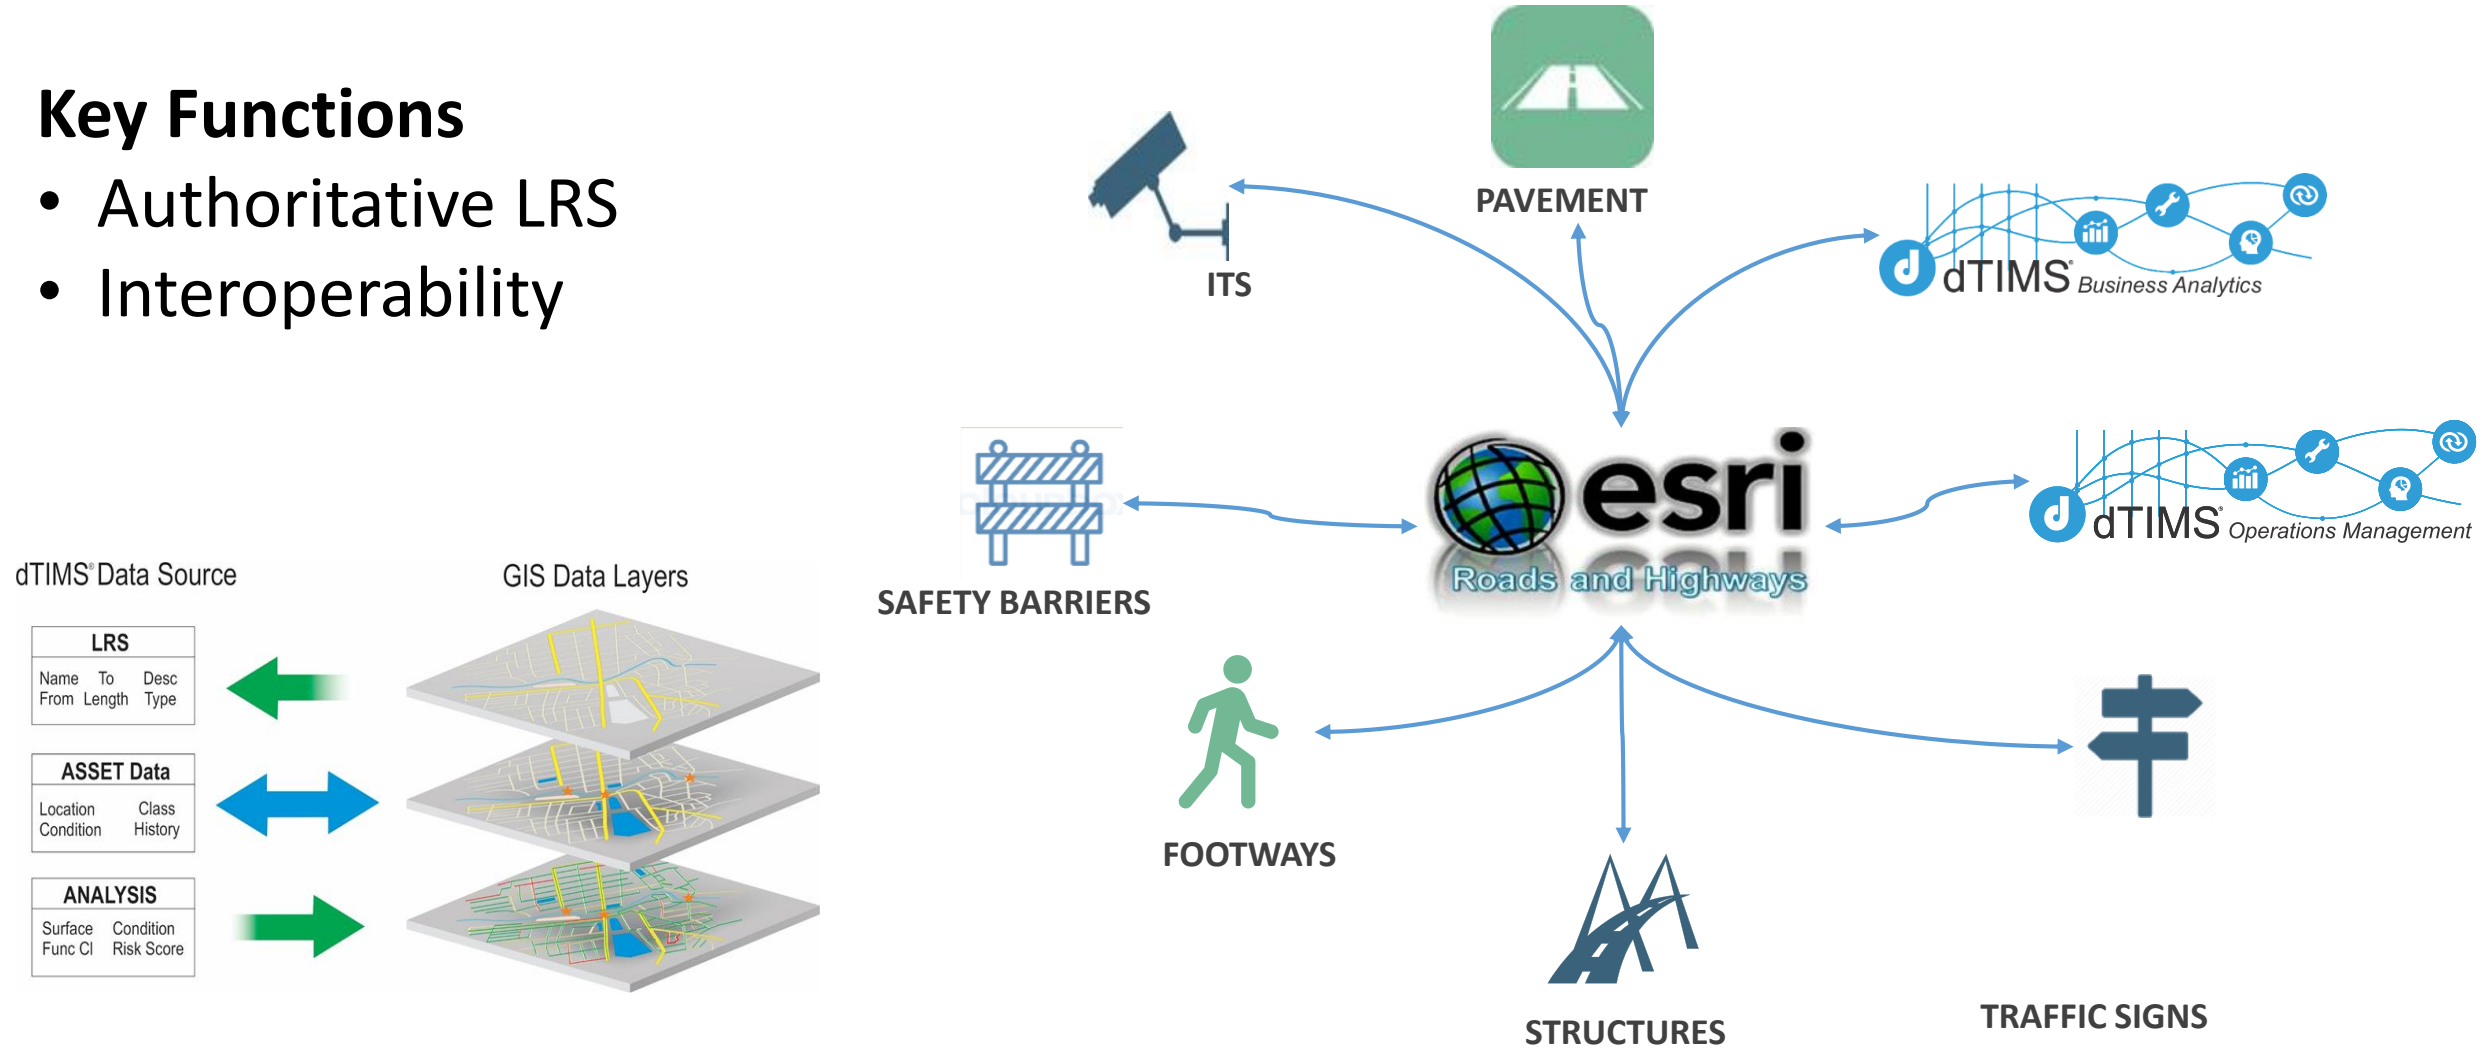 Key Functions
• Authoritative LRS
• Interoperability
PAVEMENT
ITS
dTIMS® Business Analytics
dTIMS® Operations Management
esri
Roads and Highways
SAFETY BARRIERS
FOOTWAYS
STRUCTURES
TRAFFIC SIGNS
dTIMS® Data Source
GIS Data Layers
LRS
Name To Desc
From Length Type
ASSET Data
Location Class
Condition History
ANALYSIS
Surface Condition
Func Cl Risk Score